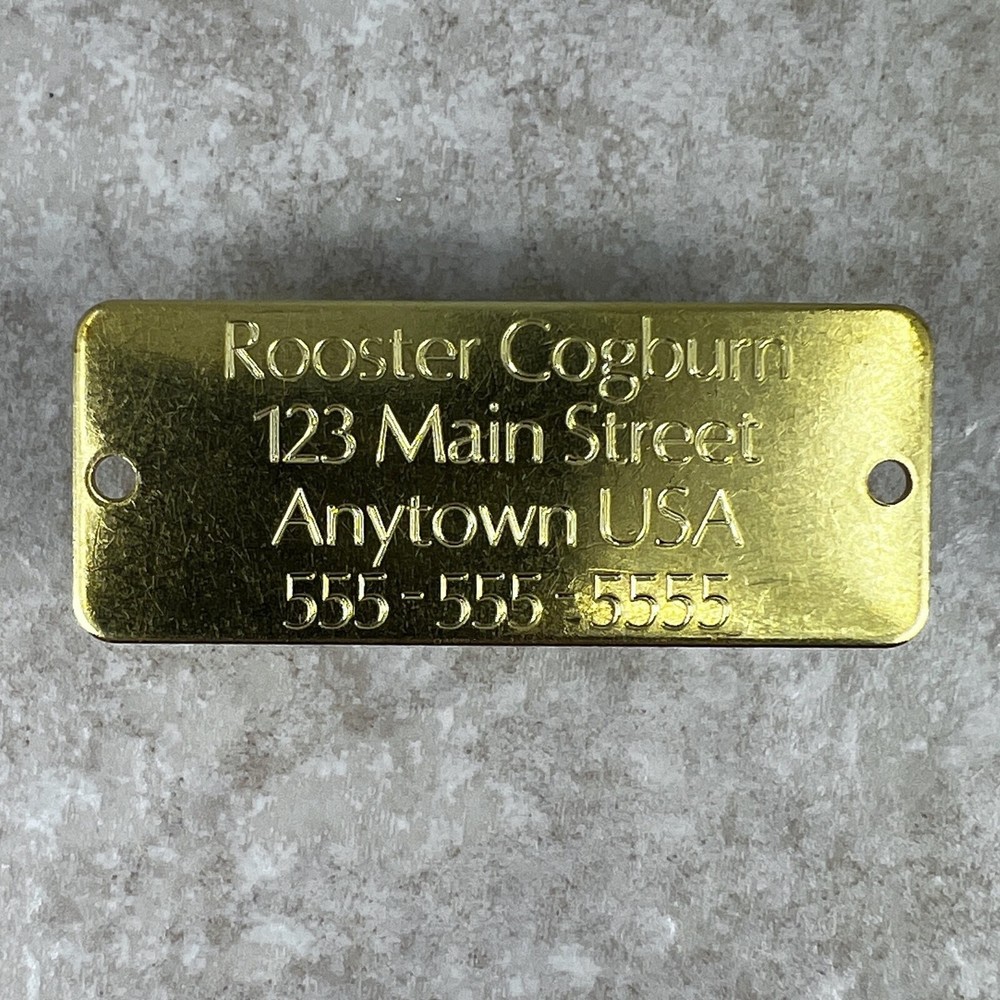 Rooster Cogburn
123 Main Street
Anytown USA
555-555-5555